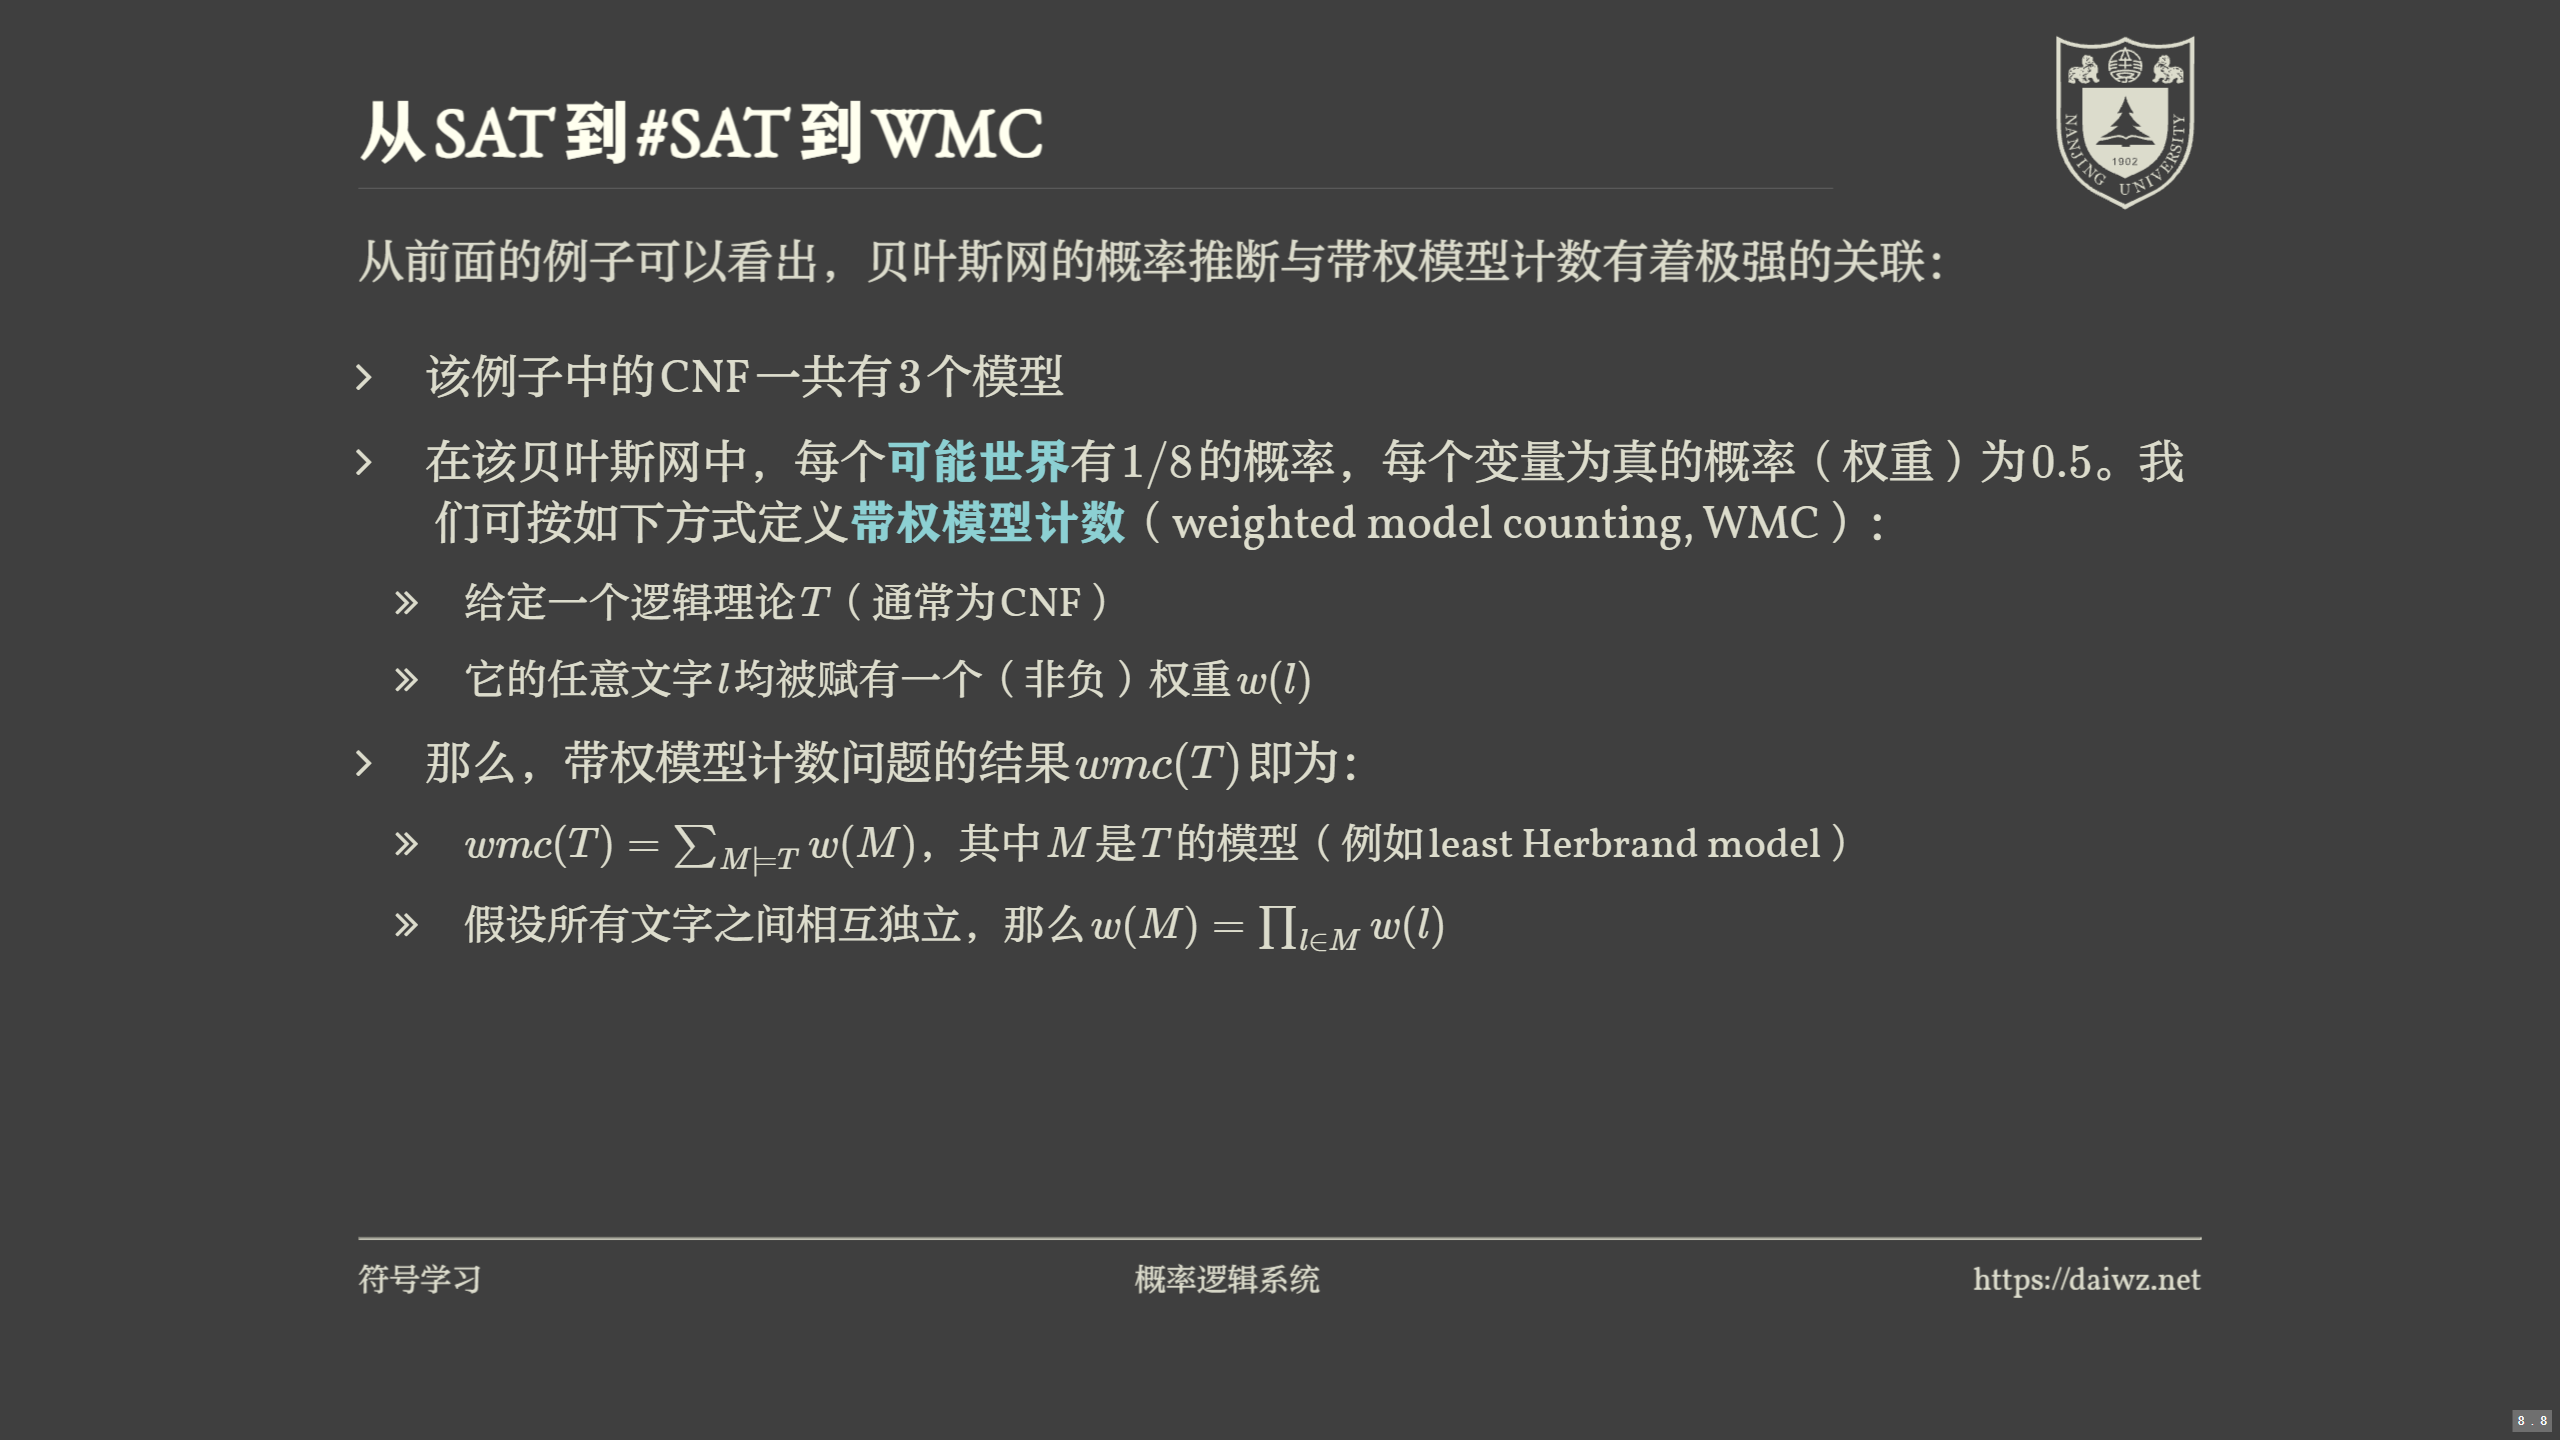 从SAT到#SAT到WMC
NANJING UNIVERSITY
1902
从前面的例子可以看出，贝叶斯网的概率推断与带权模型计数有着极强的关联：
› 该例子中的CNF一共有3个模型
› 在该贝叶斯网中，每个可能世界有1/8的概率，每个变量为真的概率（权重）为0.5。我
们可按如下方式定义带权模型计数（weighted model counting, WMC）：
» 给定一个逻辑理论T（通常为CNF）
» 它的任意文字l均被赋有一个（非负）权重w(l)
› 那么，带权模型计数问题的结果wmc(T)即为：
» wmc(T) = ∑_{M⊨T} w(M)，其中M是T的模型（例如least Herbrand model）
» 假设所有文字之间相互独立，那么w(M) = ∏_{l∈M} w(l)
符号学习 概率逻辑系统 https://daiwz.net
8 . 8